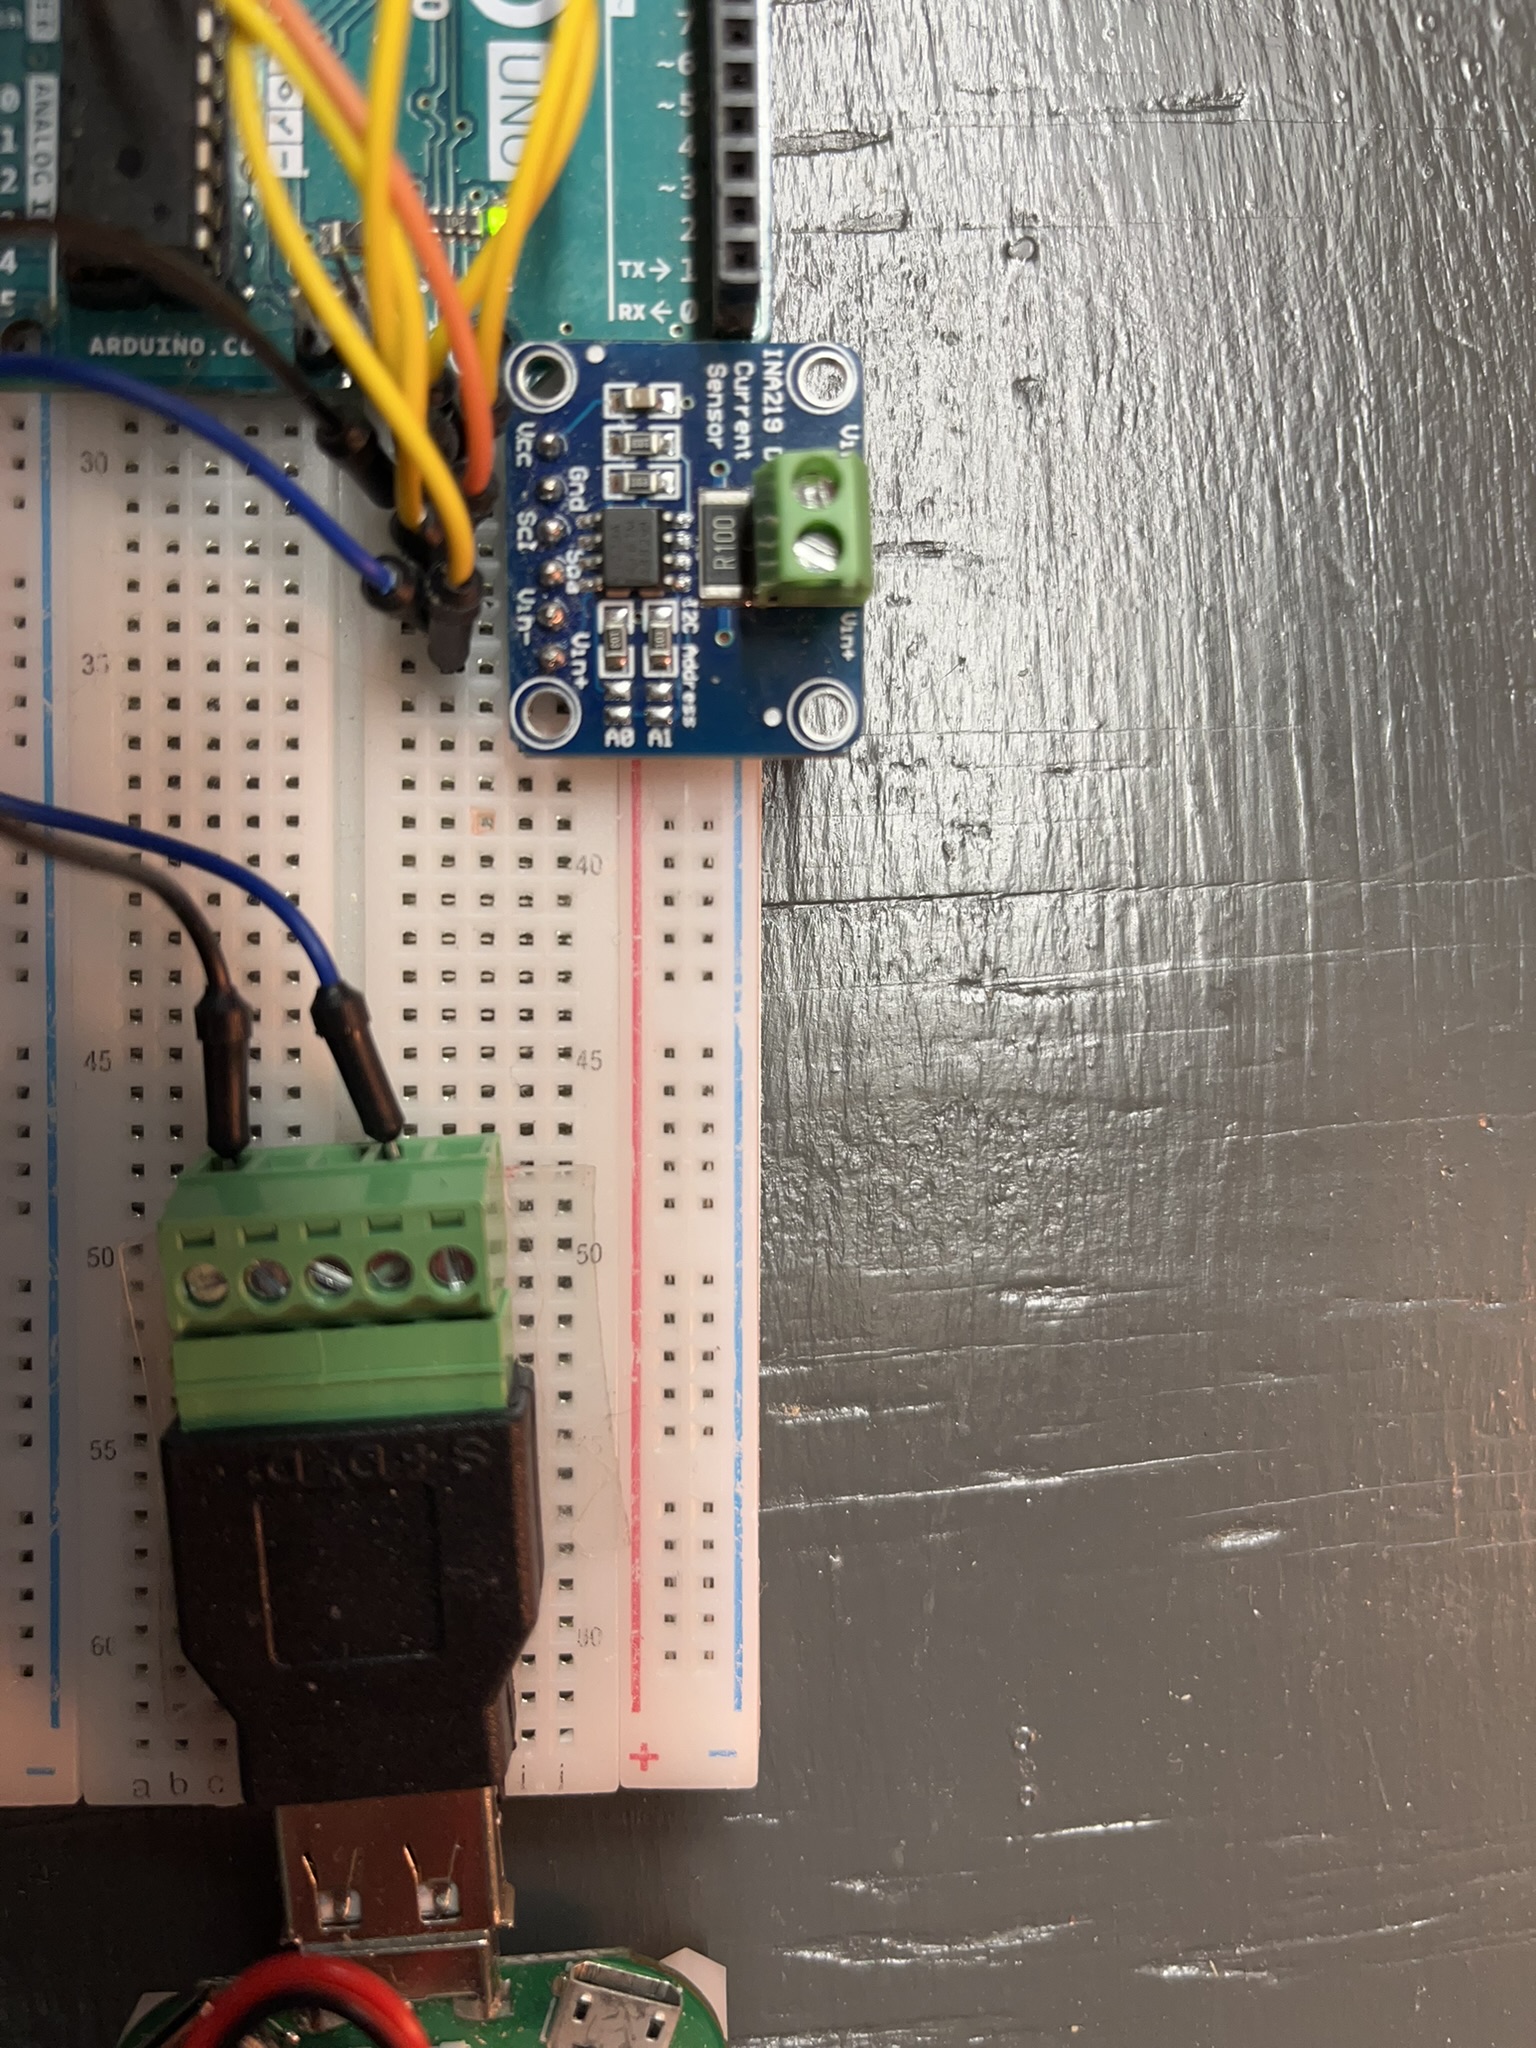 UNO
ANALOG I
0
1
2
4
5
7
~6
~5
4
~3
2
TX→ 1
RX← 0
ARDUINO.CC
INA219 D
Current
Sensor
Vcc
Gnd
Scl
Sda
Vin-
Vin+
Vin+
R100
I2C Address
A0 A1
30
35
40
45
45
50
50
55
60
60
a b c
i j
+ -
-